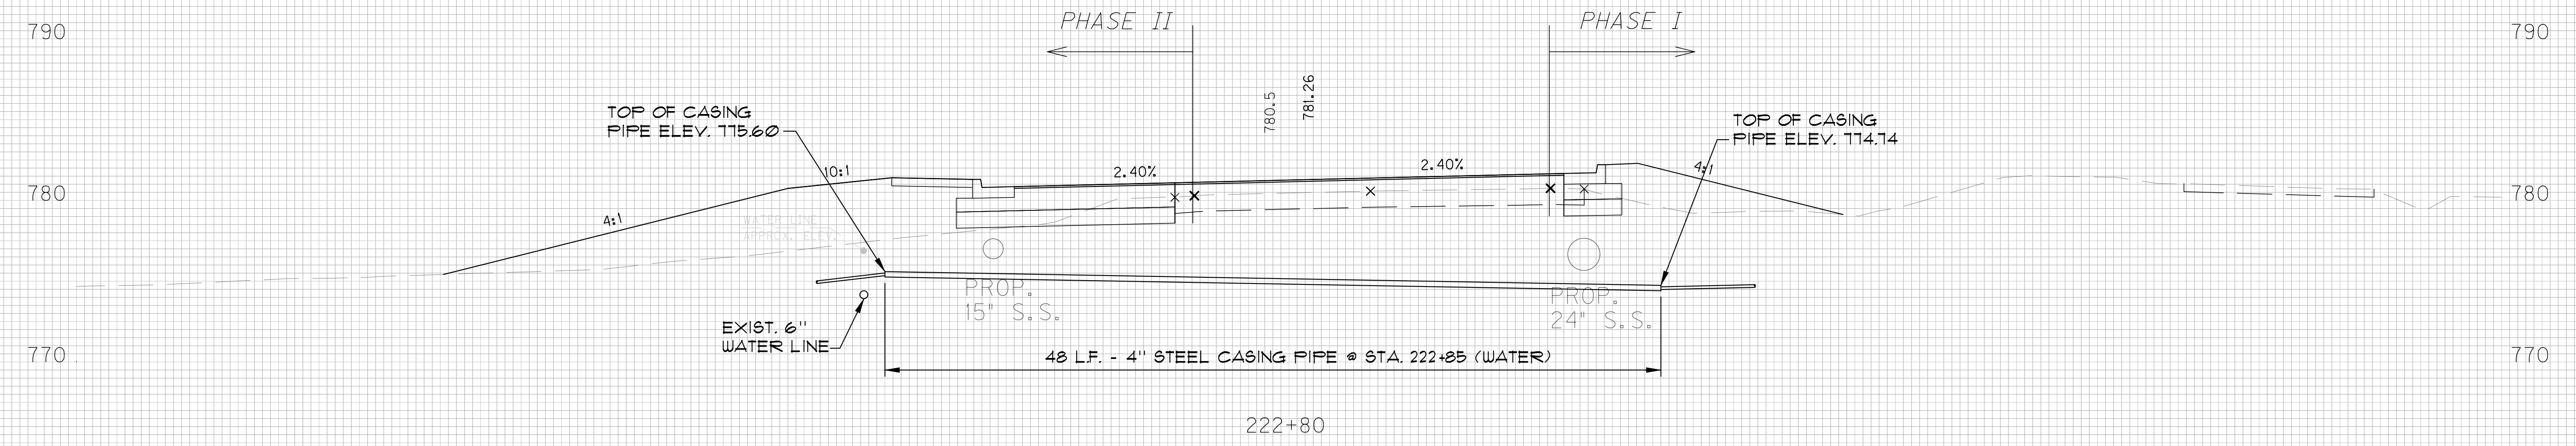 790
PHASE II
PHASE I
790
780.5
781.26
TOP OF CASING
PIPE ELEV. 775.60
TOP OF CASING
PIPE ELEV. 774.74
10:1
2.40%
2.40%
4:1
780
780
4:1
WATER LINE
APPROX. ELEV.
PROP.
15" S.S.
PROP.
24" S.S.
EXIST. 6"
WATER LINE
770
48 L.F. - 4" STEEL CASING PIPE @ STA. 222+85 (WATER)
770
222+80